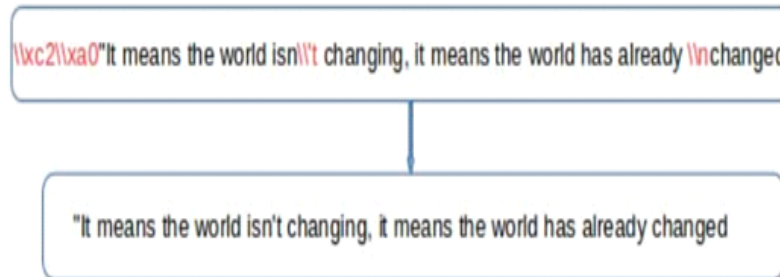 \\xc2\\xa0"It means the world isn\\'t changing, it means the world has already \\nchanged
"It means the world isn't changing, it means the world has already changed